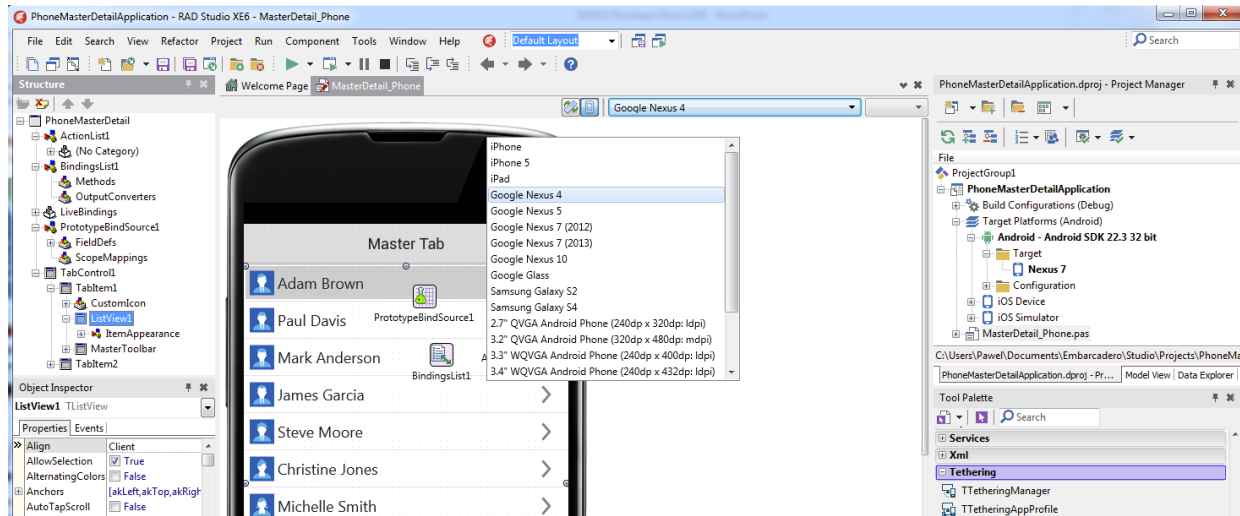 PhoneMasterDetailApplication - RAD Studio XE6 - MasterDetail_Phone
File Edit Search View Refactor Project Run Component Tools Window Help
Default Layout
Search
Structure
PhoneMasterDetail
ActionList1
(No Category)
BindingsList1
Methods
OutputConverters
LiveBindings
PrototypeBindSource1
FieldDefs
ScopeMappings
TabControl1
TabItem1
CustomIcon
ListView1
ItemAppearance
MasterToolbar
TabItem2
Object Inspector
ListView1 TListView
Properties Events
Align Client
AllowSelection True
AlternatingColors False
Anchors [akLeft,akTop,akRigh
AutoTapScroll False
Welcome Page MasterDetail_Phone
Google Nexus 4
Master Tab
Adam Brown
Paul Davis
PrototypeBindSource1
Mark Anderson
A
BindingsList1
James Garcia
Steve Moore
Christine Jones
Michelle Smith
iPhone
iPhone 5
iPad
Google Nexus 4
Google Nexus 5
Google Nexus 7 (2012)
Google Nexus 7 (2013)
Google Nexus 10
Google Glass
Samsung Galaxy S2
Samsung Galaxy S4
2.7" QVGA Android Phone (240dp x 320dp: ldpi)
3.2" QVGA Android Phone (320dp x 480dp: mdpi)
3.3" WQVGA Android Phone (240dp x 400dp: ldpi)
3.4" WQVGA Android Phone (240dp x 432dp: ldpi)
PhoneMasterDetailApplication.dproj - Project Manager
File
ProjectGroup1
PhoneMasterDetailApplication
Build Configurations (Debug)
Target Platforms (Android)
Android - Android SDK 22.3 32 bit
Target
Nexus 7
Configuration
iOS Device
iOS Simulator
MasterDetail_Phone.pas
C:\Users\Pawel\Documents\Embarcadero\Studio\Projects\PhoneMa
PhoneMasterDetailApplication.dproj - Pr... Model View Data Explorer
Tool Palette
Search
Services
Xml
Tethering
TTetheringManager
TTetheringAppProfile